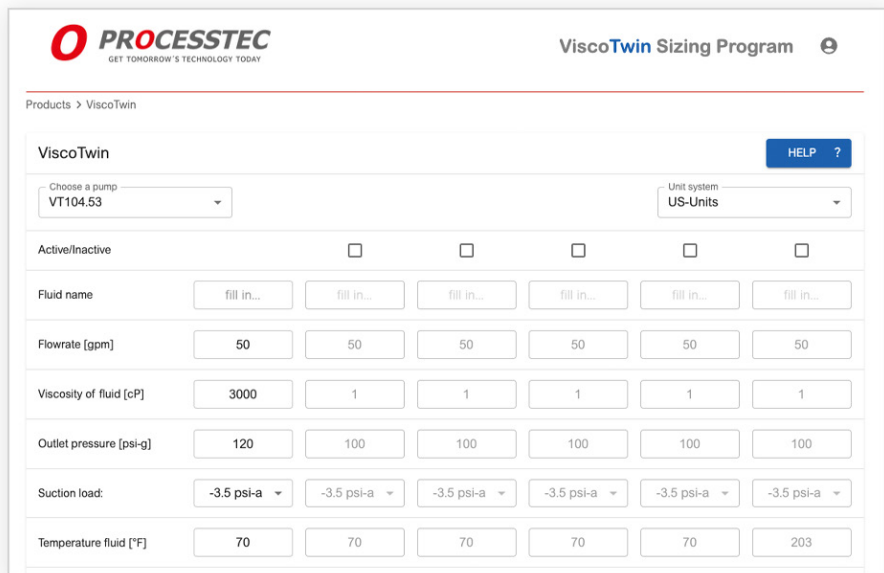 PROCESSTEC
GET TOMORROW´S TECHNOLOGY TODAY
ViscoTwin Sizing Program
Products > ViscoTwin
ViscoTwin
HELP ?
Choose a pump
VT104.53
Unit system
US-Units
Active/Inactive
Fluid name fill in... fill in... fill in... fill in... fill in... fill in...
Flowrate [gpm] 50 50 50 50 50 50
Viscosity of fluid [cP] 3000 1 1 1 1 1
Outlet pressure [psi-g] 120 100 100 100 100 100
Suction load: -3.5 psi-a -3.5 psi-a -3.5 psi-a -3.5 psi-a -3.5 psi-a -3.5 psi-a
Temperature fluid [°F] 70 70 70 70 70 203